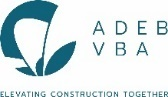 ADEB
VBA
ELEVATING CONSTRUCTION TOGETHER